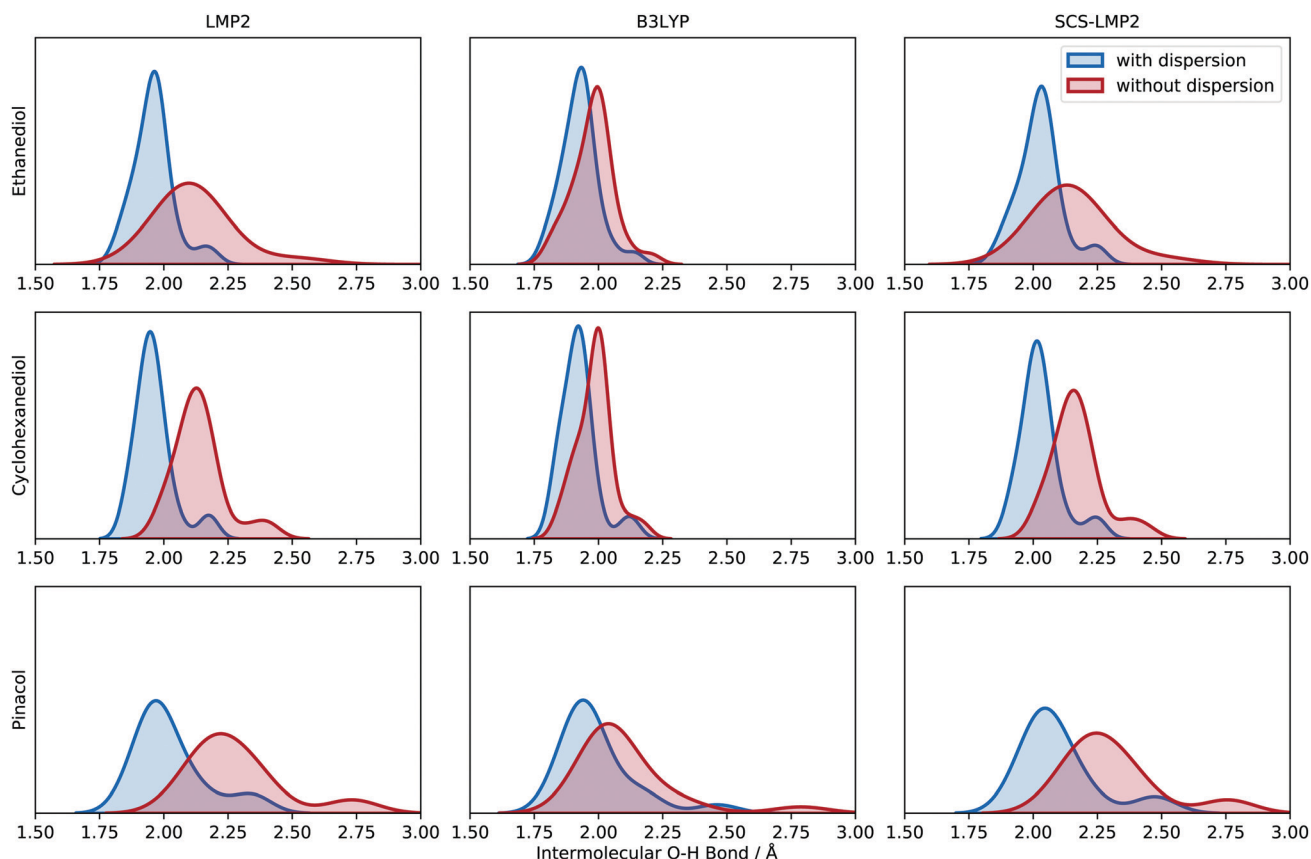 LMP2
B3LYP
SCS-LMP2
Ethanediol
with dispersion
without dispersion
1.50 1.75 2.00 2.25 2.50 2.75 3.00
1.50 1.75 2.00 2.25 2.50 2.75 3.00
1.50 1.75 2.00 2.25 2.50 2.75 3.00
Cyclohexanediol
1.50 1.75 2.00 2.25 2.50 2.75 3.00
1.50 1.75 2.00 2.25 2.50 2.75 3.00
1.50 1.75 2.00 2.25 2.50 2.75 3.00
Pinacol
1.50 1.75 2.00 2.25 2.50 2.75 3.00
1.50 1.75 2.00 2.25 2.50 2.75 3.00
1.50 1.75 2.00 2.25 2.50 2.75 3.00
Intermolecular O-H Bond / Å